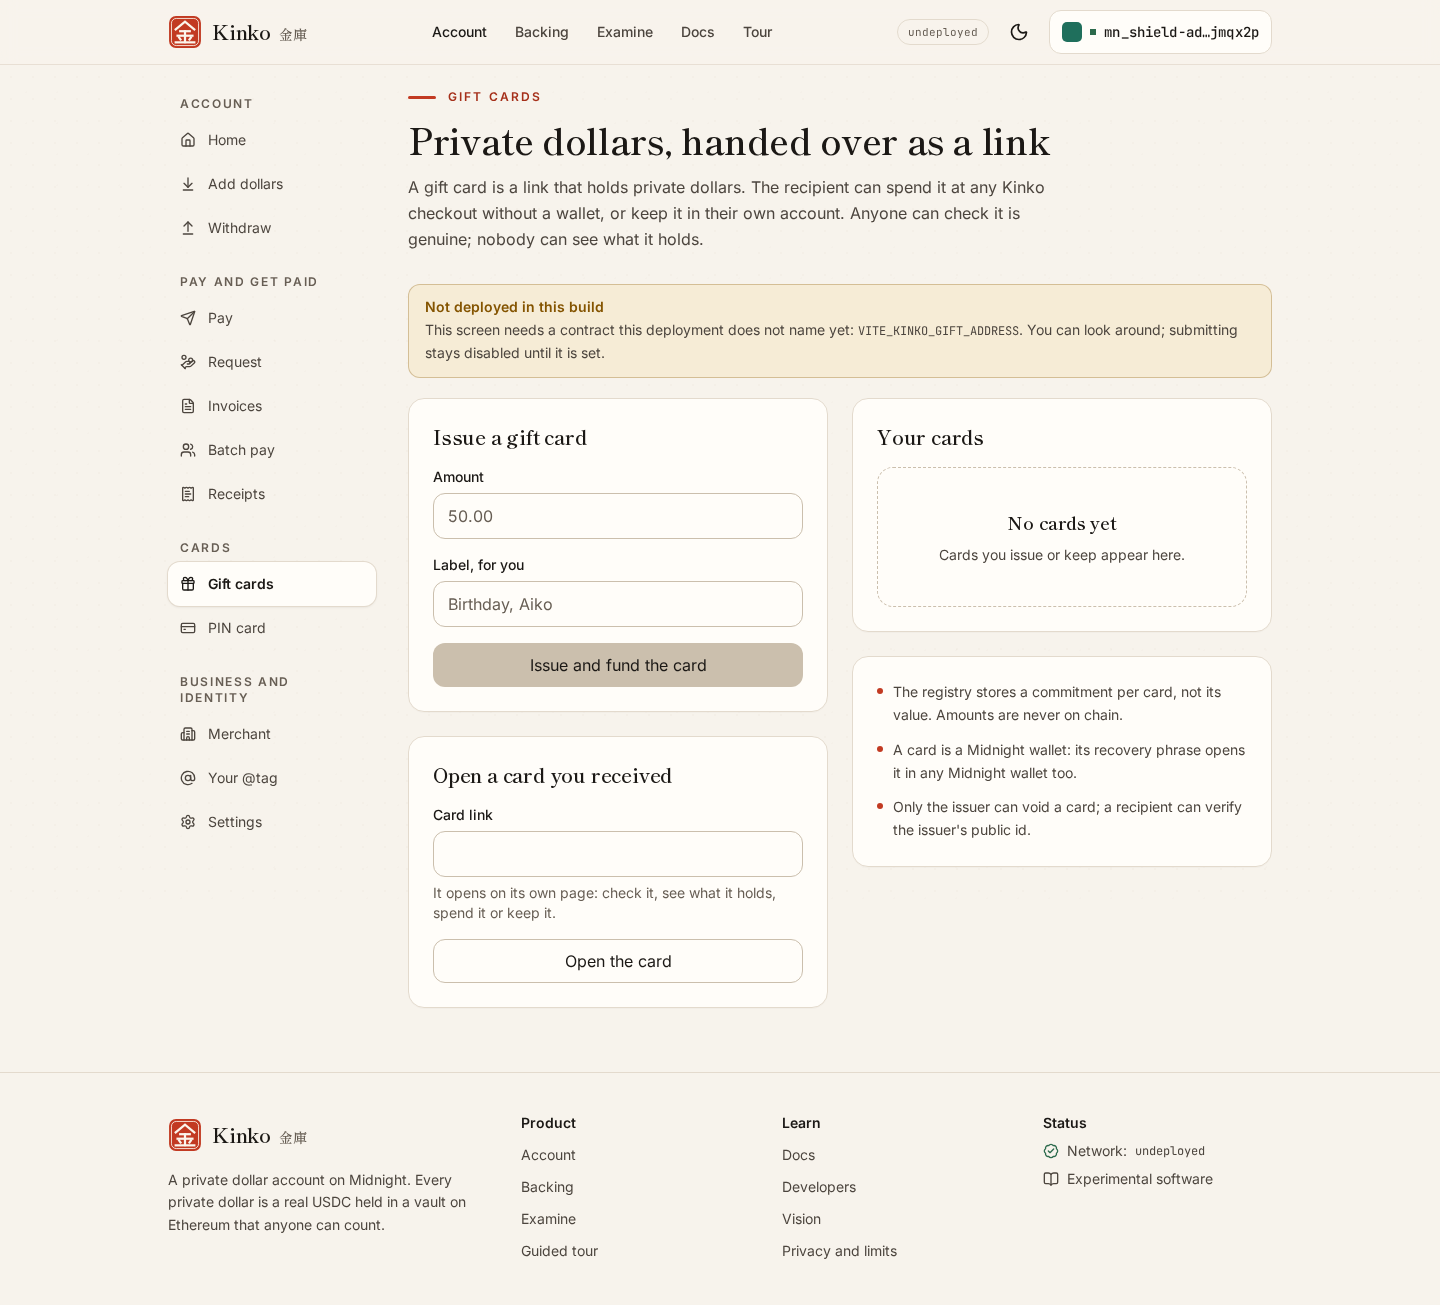 金 Kinko 金庫
Account
Backing
Examine
Docs
Tour
undeployed
mn_shield-ad…jmqx2p
ACCOUNT
Home
Add dollars
Withdraw
PAY AND GET PAID
Pay
Request
Invoices
Batch pay
Receipts
CARDS
Gift cards
PIN card
BUSINESS AND
IDENTITY
Merchant
Your @tag
Settings
GIFT CARDS
Private dollars, handed over as a link
A gift card is a link that holds private dollars. The recipient can spend it at any Kinko
checkout without a wallet, or keep it in their own account. Anyone can check it is
genuine; nobody can see what it holds.
Not deployed in this build
This screen needs a contract this deployment does not name yet: VITE_KINKO_GIFT_ADDRESS. You can look around; submitting
stays disabled until it is set.
Issue a gift card
Amount
50.00
Label, for you
Birthday, Aiko
Issue and fund the card
Open a card you received
Card link
It opens on its own page: check it, see what it holds,
spend it or keep it.
Open the card
Your cards
No cards yet
Cards you issue or keep appear here.
The registry stores a commitment per card, not its
value. Amounts are never on chain.
A card is a Midnight wallet: its recovery phrase opens
it in any Midnight wallet too.
Only the issuer can void a card; a recipient can verify
the issuer's public id.
金 Kinko 金庫
A private dollar account on Midnight. Every
private dollar is a real USDC held in a vault on
Ethereum that anyone can count.
Product
Account
Backing
Examine
Guided tour
Learn
Docs
Developers
Vision
Privacy and limits
Status
Network: undeployed
Experimental software